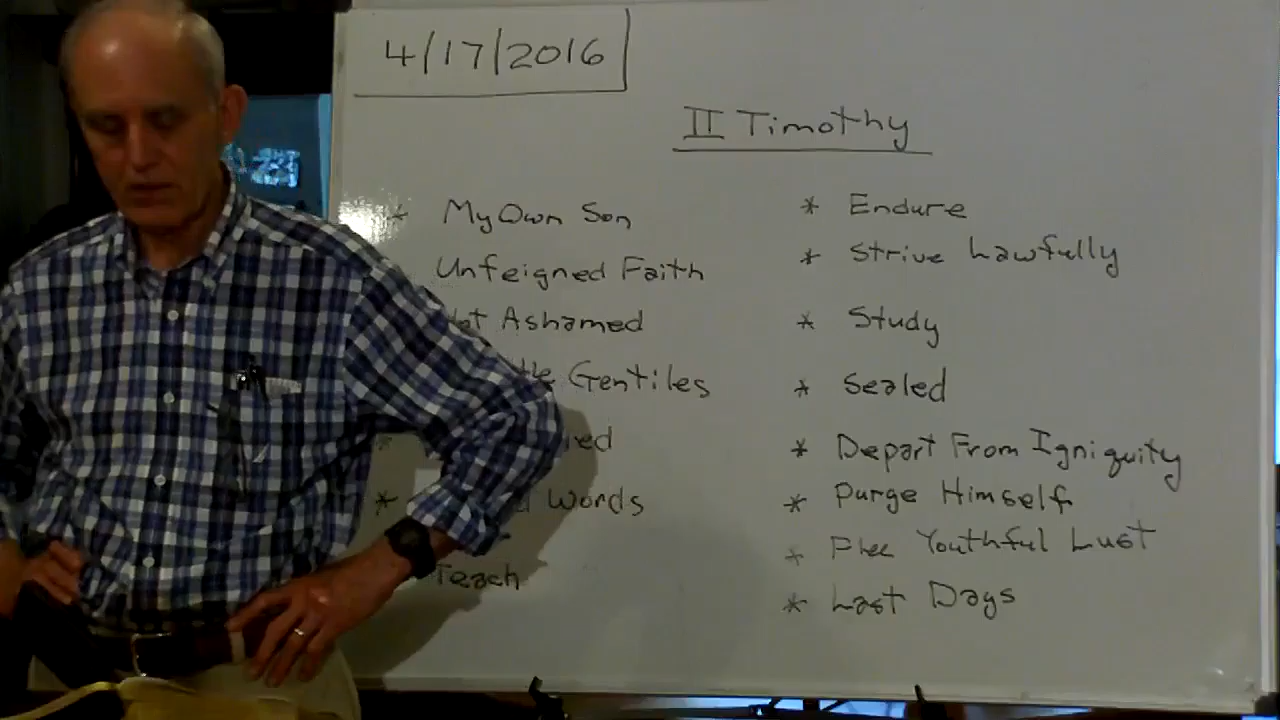 4/17/2016
II Timothy
* My Own Son
Unfeigned Faith
Ashamed
Gentiles
* Words
Teach
* Endure
* Strive Lawfully
* Study
* Sealed
* Depart From Igniquity
* Purge Himself
* Flee Youthful Lust
* Last Days